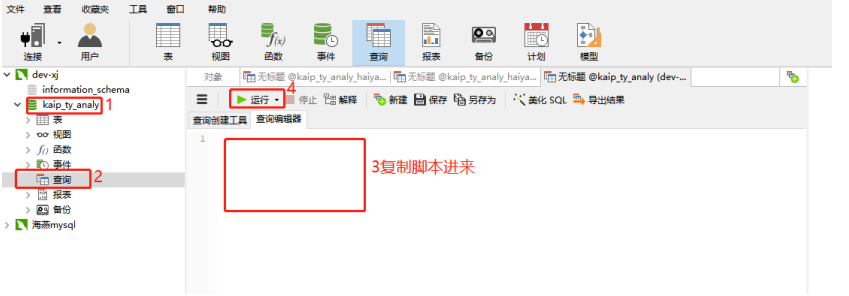 文件 查看 收藏夹 工具 窗口 帮助
连接 用户 表 视图 f(x) 函数 事件 查询 报表 备份 计划 模型
dev-xj
information_schema
kaip_ty_analy 1
表
视图
f() 函数
事件
查询 2
报表
备份
海燕mysql
对象 无标题 @kaip_ty_analy_haiya... 无标题 @kaip_ty_analy_haiya... 无标题 @kaip_ty_analy (dev-...
运行 4 停止 解释 新建 保存 另存为 美化 SQL 导出结果
查询创建工具 查询编辑器
1
3复制脚本进来